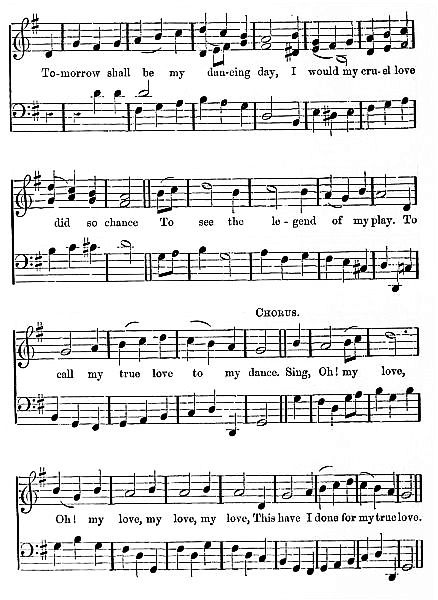 To-morrow shall be my dan-cing day, I would my cru-el love
did so chance To see the le-gend of my play. To
CHORUS.
call my true love to my dance. Sing, Oh! my love,
Oh! my love, my love, my love, This have I done for my true love.